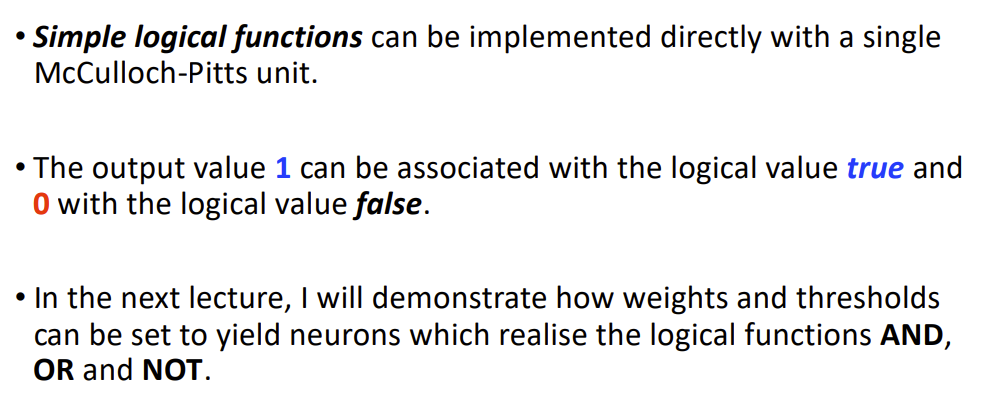 • Simple logical functions can be implemented directly with a single
McCulloch-Pitts unit.
• The output value 1 can be associated with the logical value true and
0 with the logical value false.
• In the next lecture, I will demonstrate how weights and thresholds
can be set to yield neurons which realise the logical functions AND,
OR and NOT.